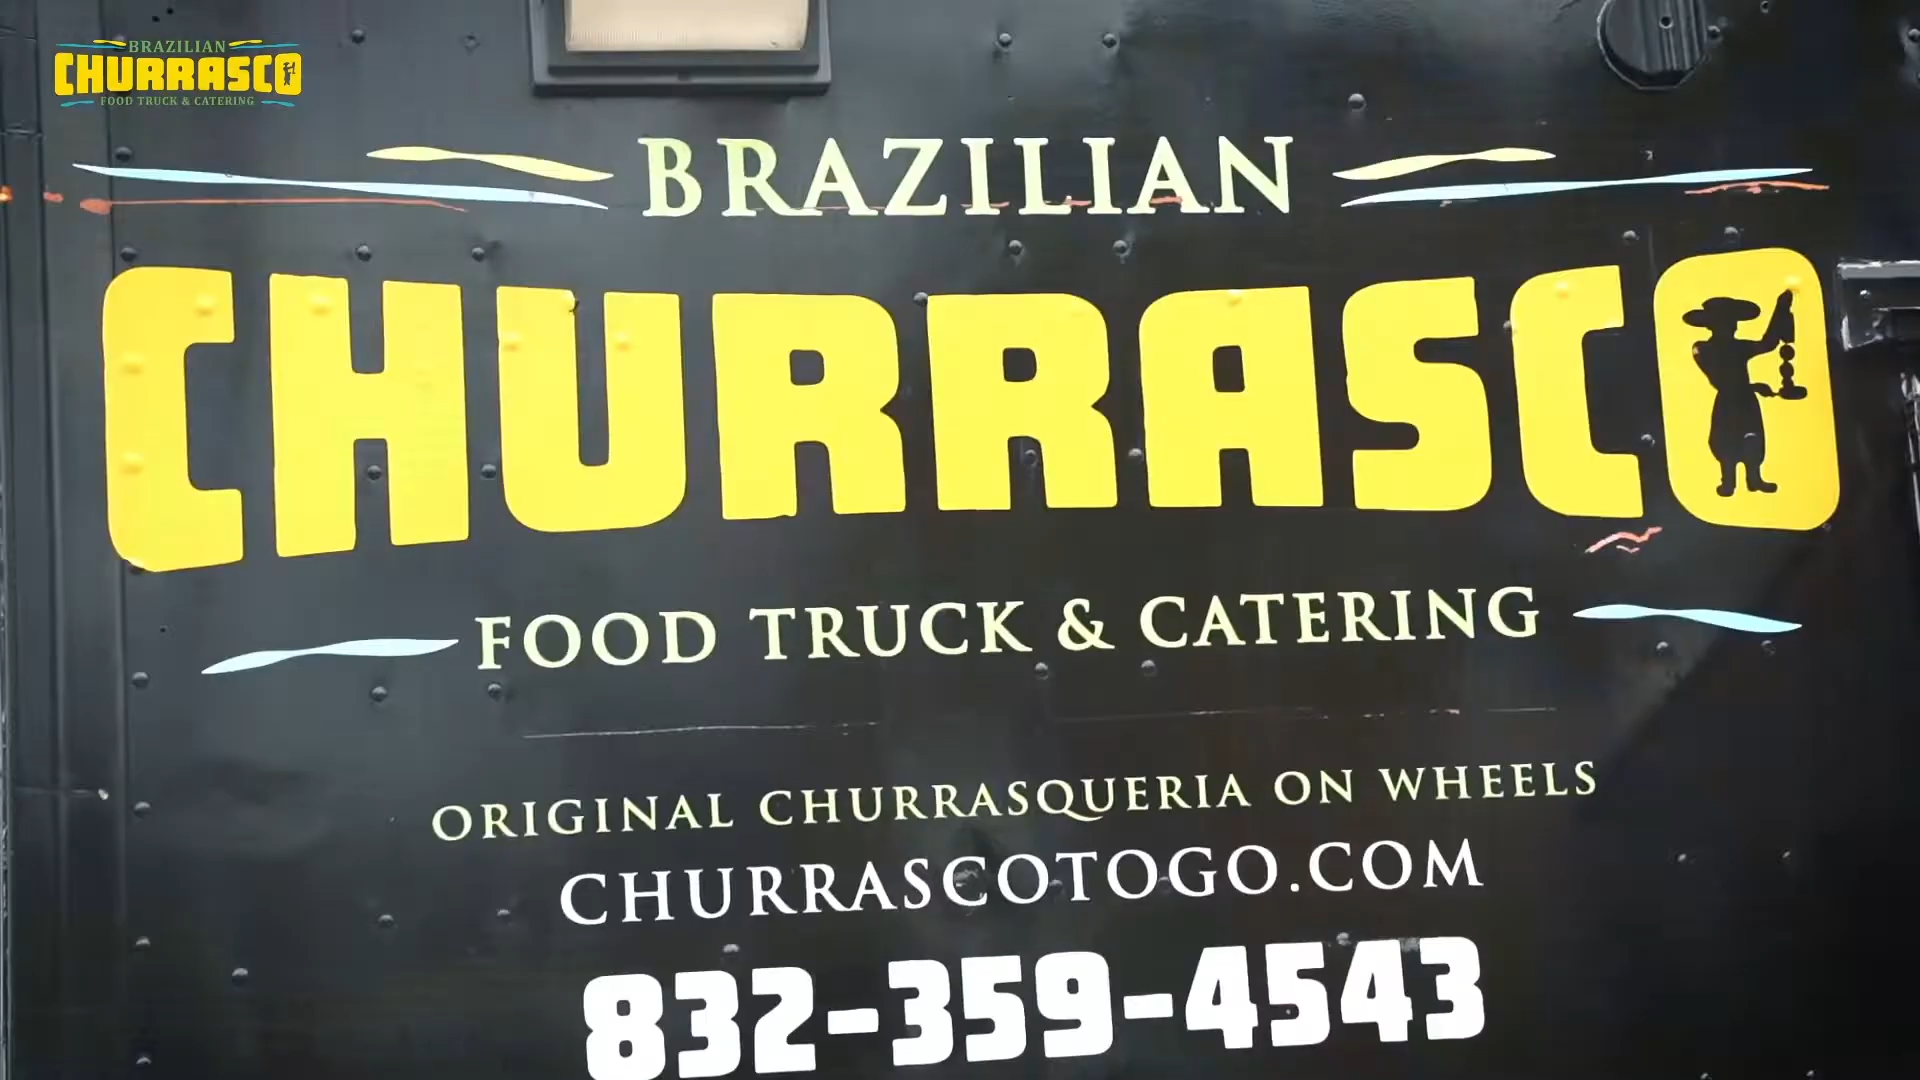 BRAZILIAN
CHURRASCO
FOOD TRUCK & CATERING
BRAZILIAN
CHURRASCO
FOOD TRUCK & CATERING
ORIGINAL CHURRASQUERIA ON WHEELS
CHURRASCOTOGO.COM
832-359-4543